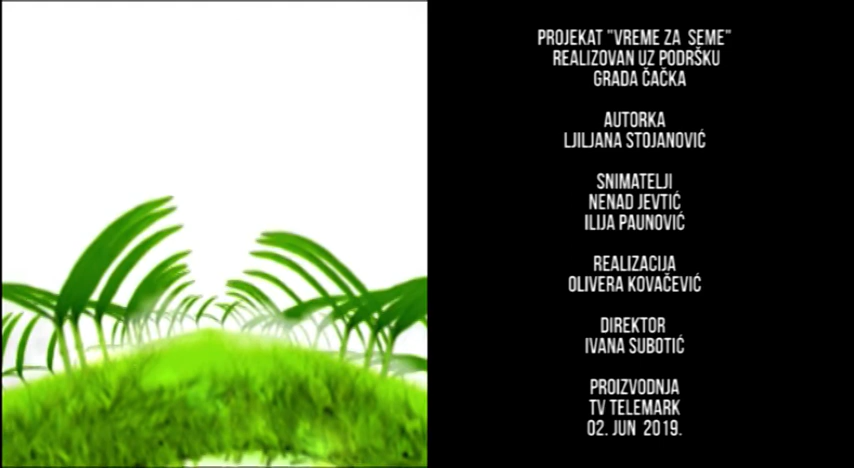 PROJEKAT "VREME ZA SEME"
REALIZOVAN UZ PODRŠKU
GRADA ČAČKA
AUTORKA
LJILJANA STOJANOVIĆ
SNIMATELJI
NENAD JEVTIĆ
ILIJA PAUNOVIĆ
REALIZACIJA
OLIVERA KOVAČEVIĆ
DIREKTOR
IVANA SUBOTIĆ
PROIZVODNJA
TV TELEMARK
02. JUN 2019.